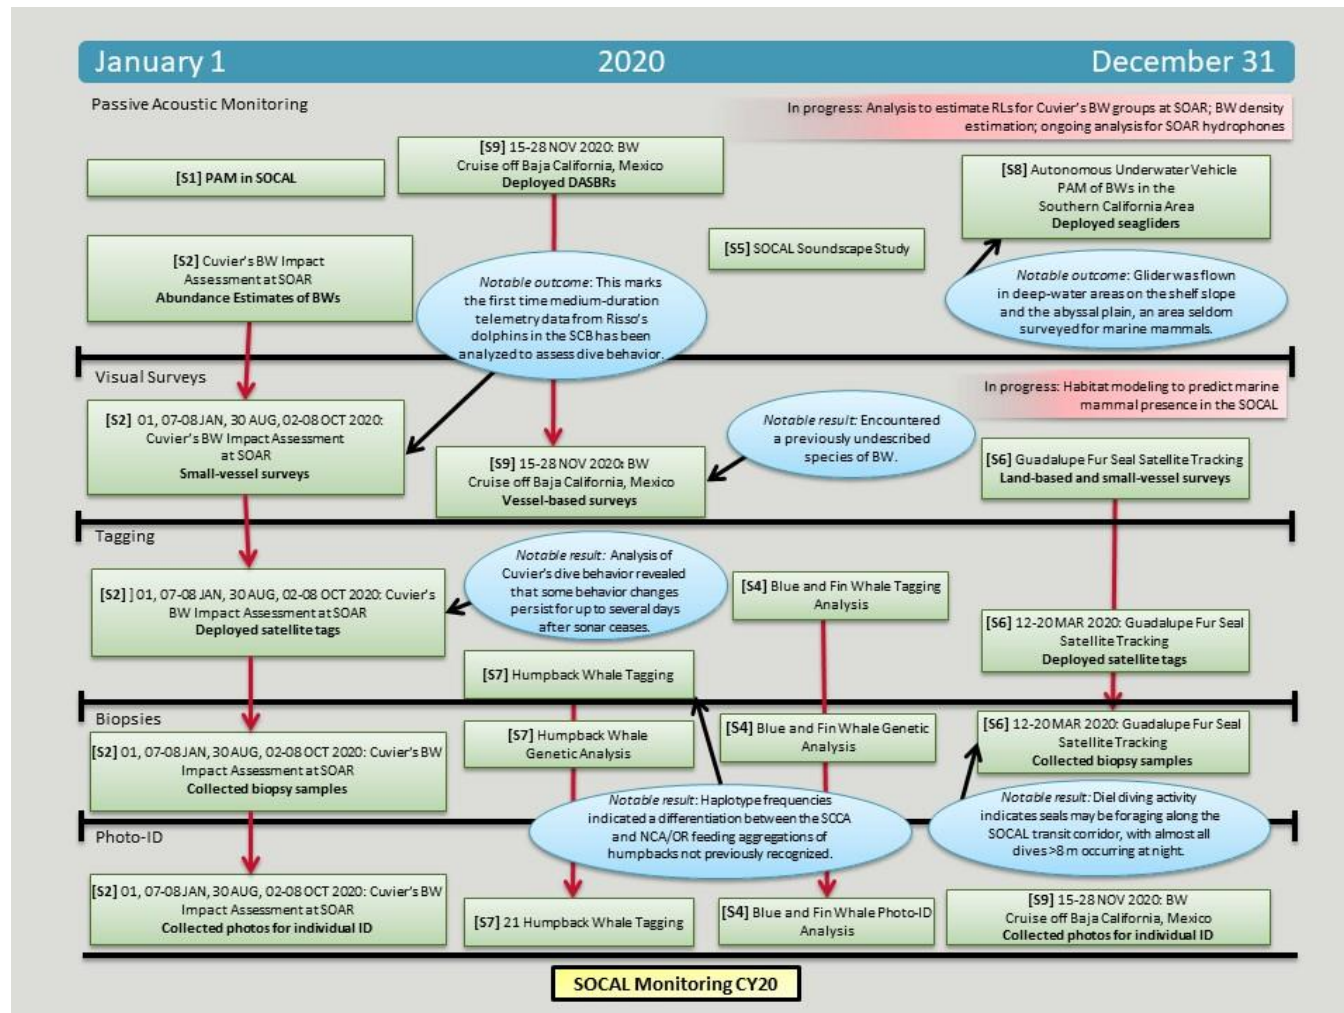 January 1
2020
December 31
Passive Acoustic Monitoring
In progress: Analysis to estimate RLs for Cuvier's BW groups at SOAR; BW density
estimation; ongoing analysis for SOAR hydrophones
[S1] PAM in SOCAL
[S9] 15-28 NOV 2020: BW
Cruise off Baja California, Mexico
Deployed DASBRs
[S8] Autonomous Underwater Vehicle
PAM of BWs in the
Southern California Area
Deployed seagliders
[S5] SOCAL Soundscape Study
[S2] Cuvier's BW Impact
Assessment at SOAR
Abundance Estimates of BWs
Notable outcome: This marks
the first time medium-duration
telemetry data from Risso's
dolphins in the SCB has been
analyzed to assess dive behavior.
Notable outcome: Glider was flown
in deep-water areas on the shelf slope
and the abyssal plain, an area seldom
surveyed for marine mammals.
Visual Surveys
In progress: Habitat modeling to predict marine
mammal presence in the SOCAL
[S2] 01, 07-08 JAN, 30 AUG, 02-08 OCT 2020:
Cuvier's BW Impact Assessment
at SOAR
Small-vessel surveys
[S9] 15-28 NOV 2020: BW
Cruise off Baja California, Mexico
Vessel-based surveys
Notable result: Encountered
a previously undescribed
species of BW.
[S6] Guadalupe Fur Seal Satellite Tracking
Land-based and small-vessel surveys
Tagging
[S2] ] 01, 07-08 JAN, 30 AUG, 02-08 OCT 2020: Cuvier's
BW Impact Assessment at SOAR
Deployed satellite tags
Notable result: Analysis of
Cuvier's dive behavior revealed
that some behavior changes
persist for up to several days
after sonar ceases.
[S4] Blue and Fin Whale Tagging
Analysis
[S6] 12-20 MAR 2020: Guadalupe Fur Seal
Satellite Tracking
Deployed satellite tags
[S7] Humpback Whale Tagging
Biopsies
[S2] 01, 07-08 JAN, 30 AUG, 02-08 OCT 2020: Cuvier's BW
Impact Assessment at SOAR
Collected biopsy samples
[S7] Humpback Whale
Genetic Analysis
[S4] Blue and Fin Whale Genetic
Analysis
[S6] 12-20 MAR 2020: Guadalupe Fur Seal
Satellite Tracking
Collected biopsy samples
Notable result: Haplotype frequencies
indicated a differentiation between the SCCA
and NCA/OR feeding aggregations of
humpbacks not previously recognized.
Notable result: Diel diving activity
indicates seals may be foraging along the
SOCAL transit corridor, with almost all
dives >8 m occurring at night.
Photo-ID
[S2] 01, 07-08 JAN, 30 AUG, 02-08 OCT 2020: Cuvier's BW
Impact Assessment at SOAR
Collected photos for individual ID
[S7] 21 Humpback Whale Tagging
[S4] Blue and Fin Whale Photo-ID
Analysis
[S9] 15-28 NOV 2020: BW
Cruise off Baja California, Mexico
Collected photos for individual ID
SOCAL Monitoring CY20